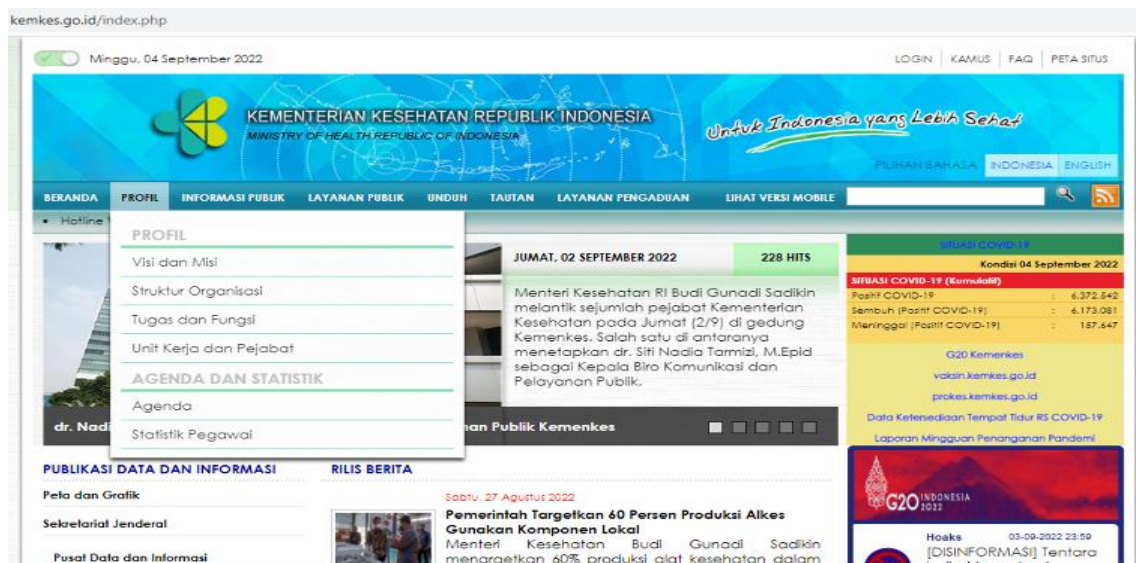 kemkes.go.id/index.php
Minggu, 04 September 2022
LOGIN KAMUS FAQ PETA SITUS
KEMENTERIAN KESEHATAN REPUBLIK INDONESIA
MINISTRY OF HEALTH REPUBLIC OF INDONESIA
Untuk Indonesia yang Lebih Sehat
PILIHAN BAHASA INDONESIA ENGLISH
BERANDA PROFIL INFORMASI PUBLIK LAYANAN PUBLIK UNDUH TAUTAN LAYANAN PENGADUAN LIHAT VERSI MOBILE
Hotline
PROFIL
Visi dan Misi
Struktur Organisasi
Tugas dan Fungsi
Unit Kerja dan Pejabat
AGENDA DAN STATISTIK
Agenda
Statistik Pegawai
JUMAT, 02 SEPTEMBER 2022 228 HITS
Menteri Kesehatan RI Budi Gunadi Sadikin
melantik sejumlah pejabat Kementerian
Kesehatan pada Jumat (2/9) di gedung
Kemenkes. Salah satu di antaranya
menetapkan dr. Siti Nadia Tarmizi, M.Epid
sebagai Kepala Biro Komunikasi dan
Pelayanan Publik.
dr. Nadi an Publik Kemenkes
SITUASI COVID-19
Kondisi 04 September 2022
SITUASI COVID-19 (Kumulatif)
Positif COVID-19 : 6.372.542
Sembuh (Positif COVID-19) : 6.173.081
Meninggal (Positif COVID-19) : 157.647
G20 Kemenkes
vaksin.kemkes.go.id
prokes.kemkes.go.id
Data Ketersediaan Tempat Tidur RS COVID-19
Laporan Mingguan Penanganan Pandemi
PUBLIKASI DATA DAN INFORMASI
Peta dan Grafik
Sekretariat Jenderal
Pusat Data dan Informasi
RILIS BERITA
Sabtu, 27 Agustus 2022
Pemerintah Targetkan 60 Persen Produksi Alkes
Gunakan Komponen Lokal
Menteri Kesehatan Budi Gunadi Sadikin
menargetkan 60% produksi alat kesehatan dalam
G20 INDONESIA
2022
Hoaks 03-09-2022 23:59
[DISINFORMASI] Tentara